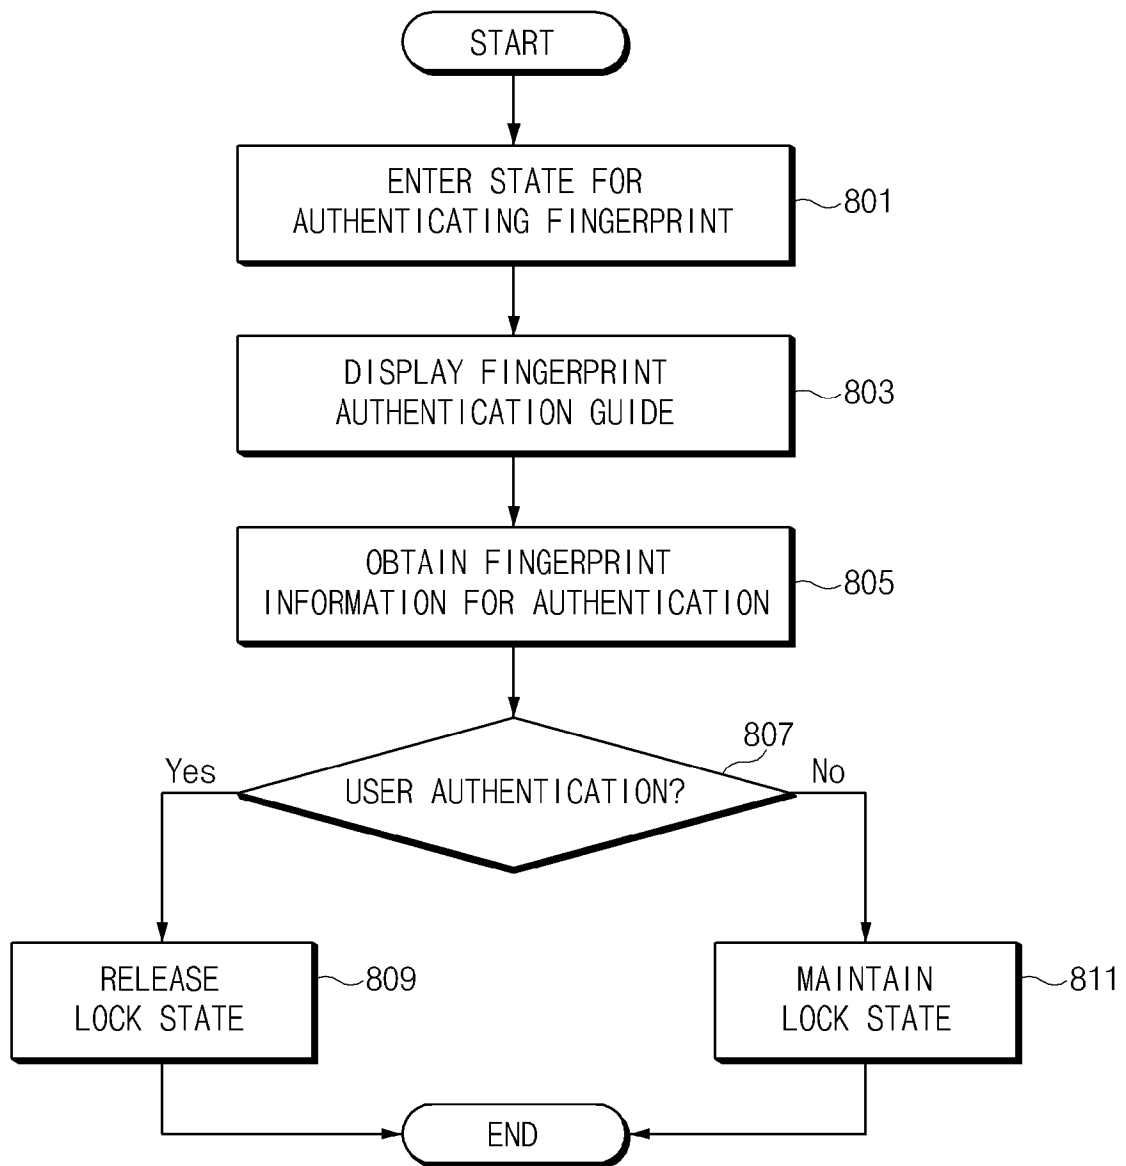 START
ENTER STATE FOR
AUTHENTICATING FINGERPRINT
801
DISPLAY FINGERPRINT
AUTHENTICATION GUIDE
803
OBTAIN FINGERPRINT
INFORMATION FOR AUTHENTICATION
805
807
Yes
USER AUTHENTICATION?
No
RELEASE
LOCK STATE
809
MAINTAIN
LOCK STATE
811
END